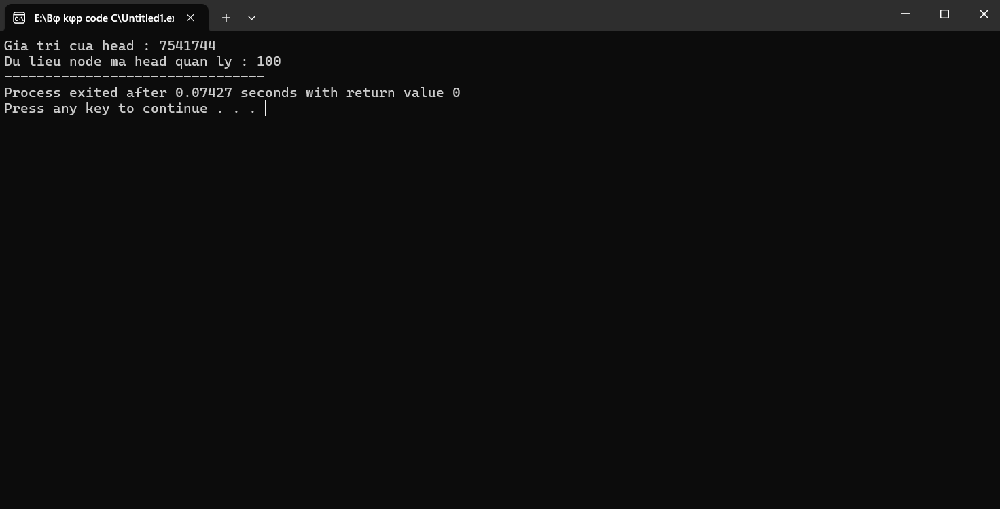 E:\Bφ kφp code C\Untitled1.ex
Gia tri cua head : 7541744
Du lieu node ma head quan ly : 100
--------------------------------
Process exited after 0.07427 seconds with return value 0
Press any key to continue . . .